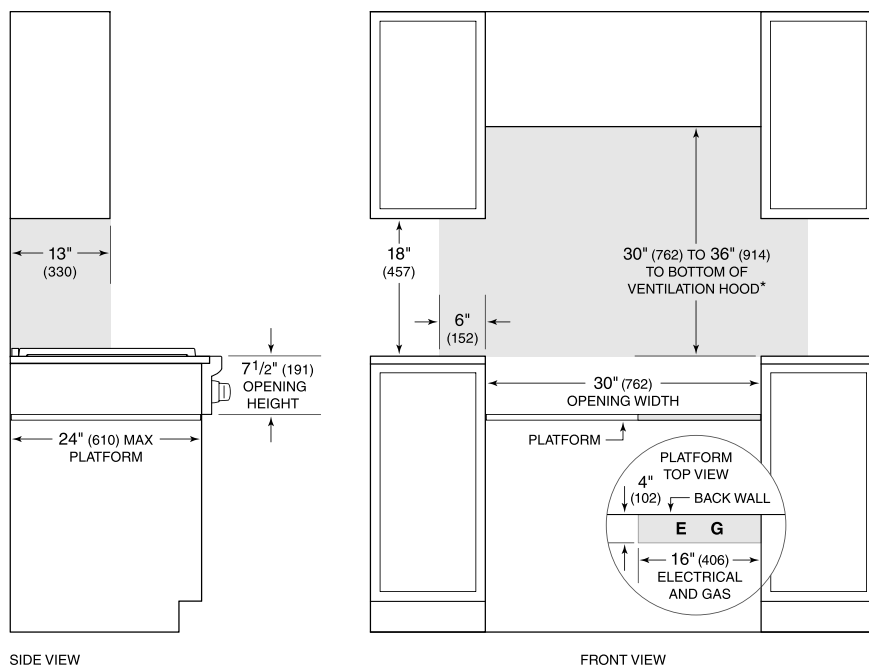 13"
(330)
7 1/2" (191)
OPENING
HEIGHT
24" (610) MAX
PLATFORM
SIDE VIEW
18"
(457)
30" (762) TO 36" (914)
TO BOTTOM OF
VENTILATION HOOD*
6"
(152)
30" (762)
OPENING WIDTH
PLATFORM
PLATFORM
TOP VIEW
4"
(102)
BACK WALL
E G
16" (406)
ELECTRICAL
AND GAS
FRONT VIEW